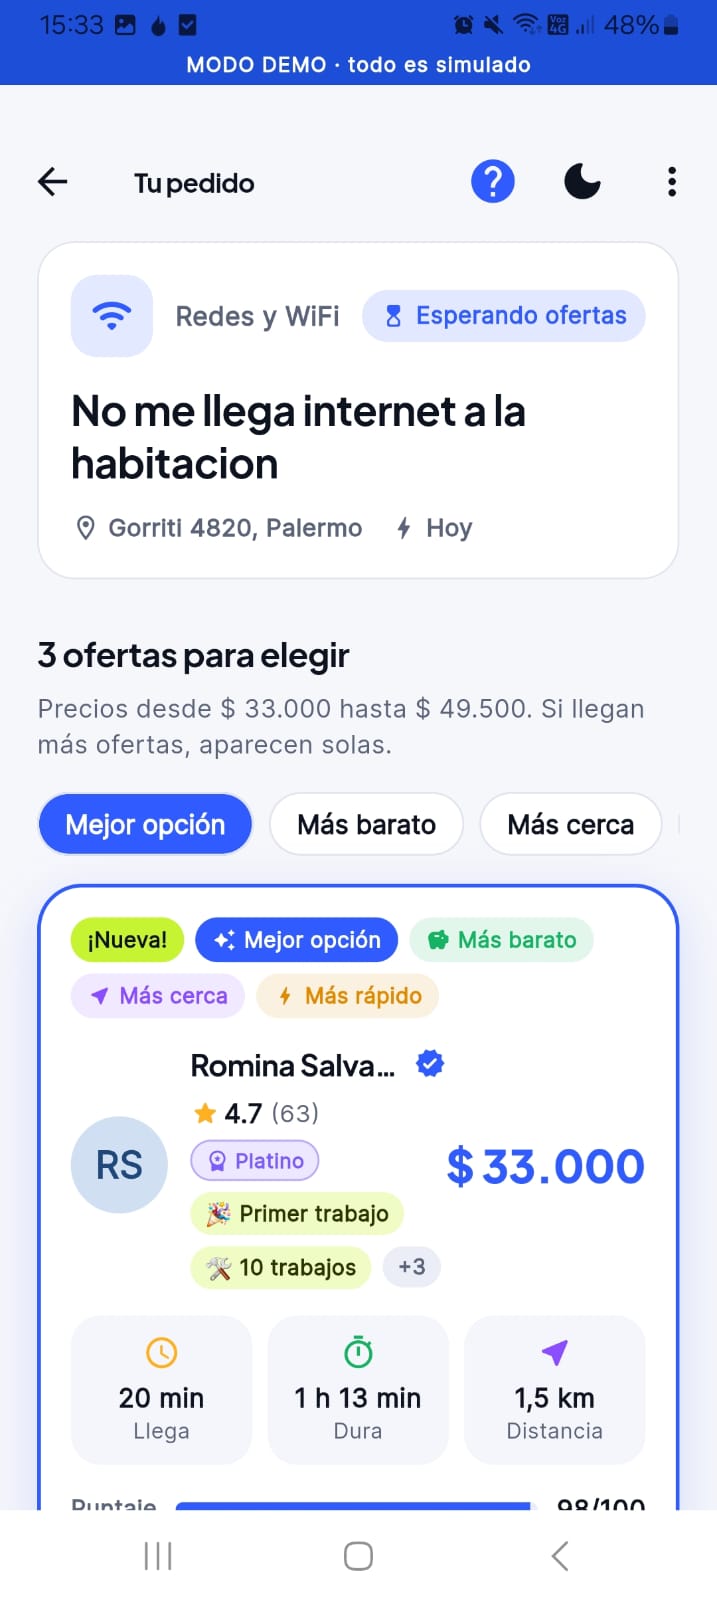 15:33 48%
MODO DEMO · todo es simulado
Tu pedido
Redes y WiFi Esperando ofertas
No me llega internet a la
habitacion
Gorriti 4820, Palermo Hoy
3 ofertas para elegir
Precios desde $ 33.000 hasta $ 49.500. Si llegan
más ofertas, aparecen solas.
Mejor opción Más barato Más cerca
¡Nueva! Mejor opción Más barato
Más cerca Más rápido
Romina Salva...
4.7 (63)
RS Platino $ 33.000
Primer trabajo
10 trabajos +3
20 min 1 h 13 min 1,5 km
Llega Dura Distancia
Puntaje 98/100